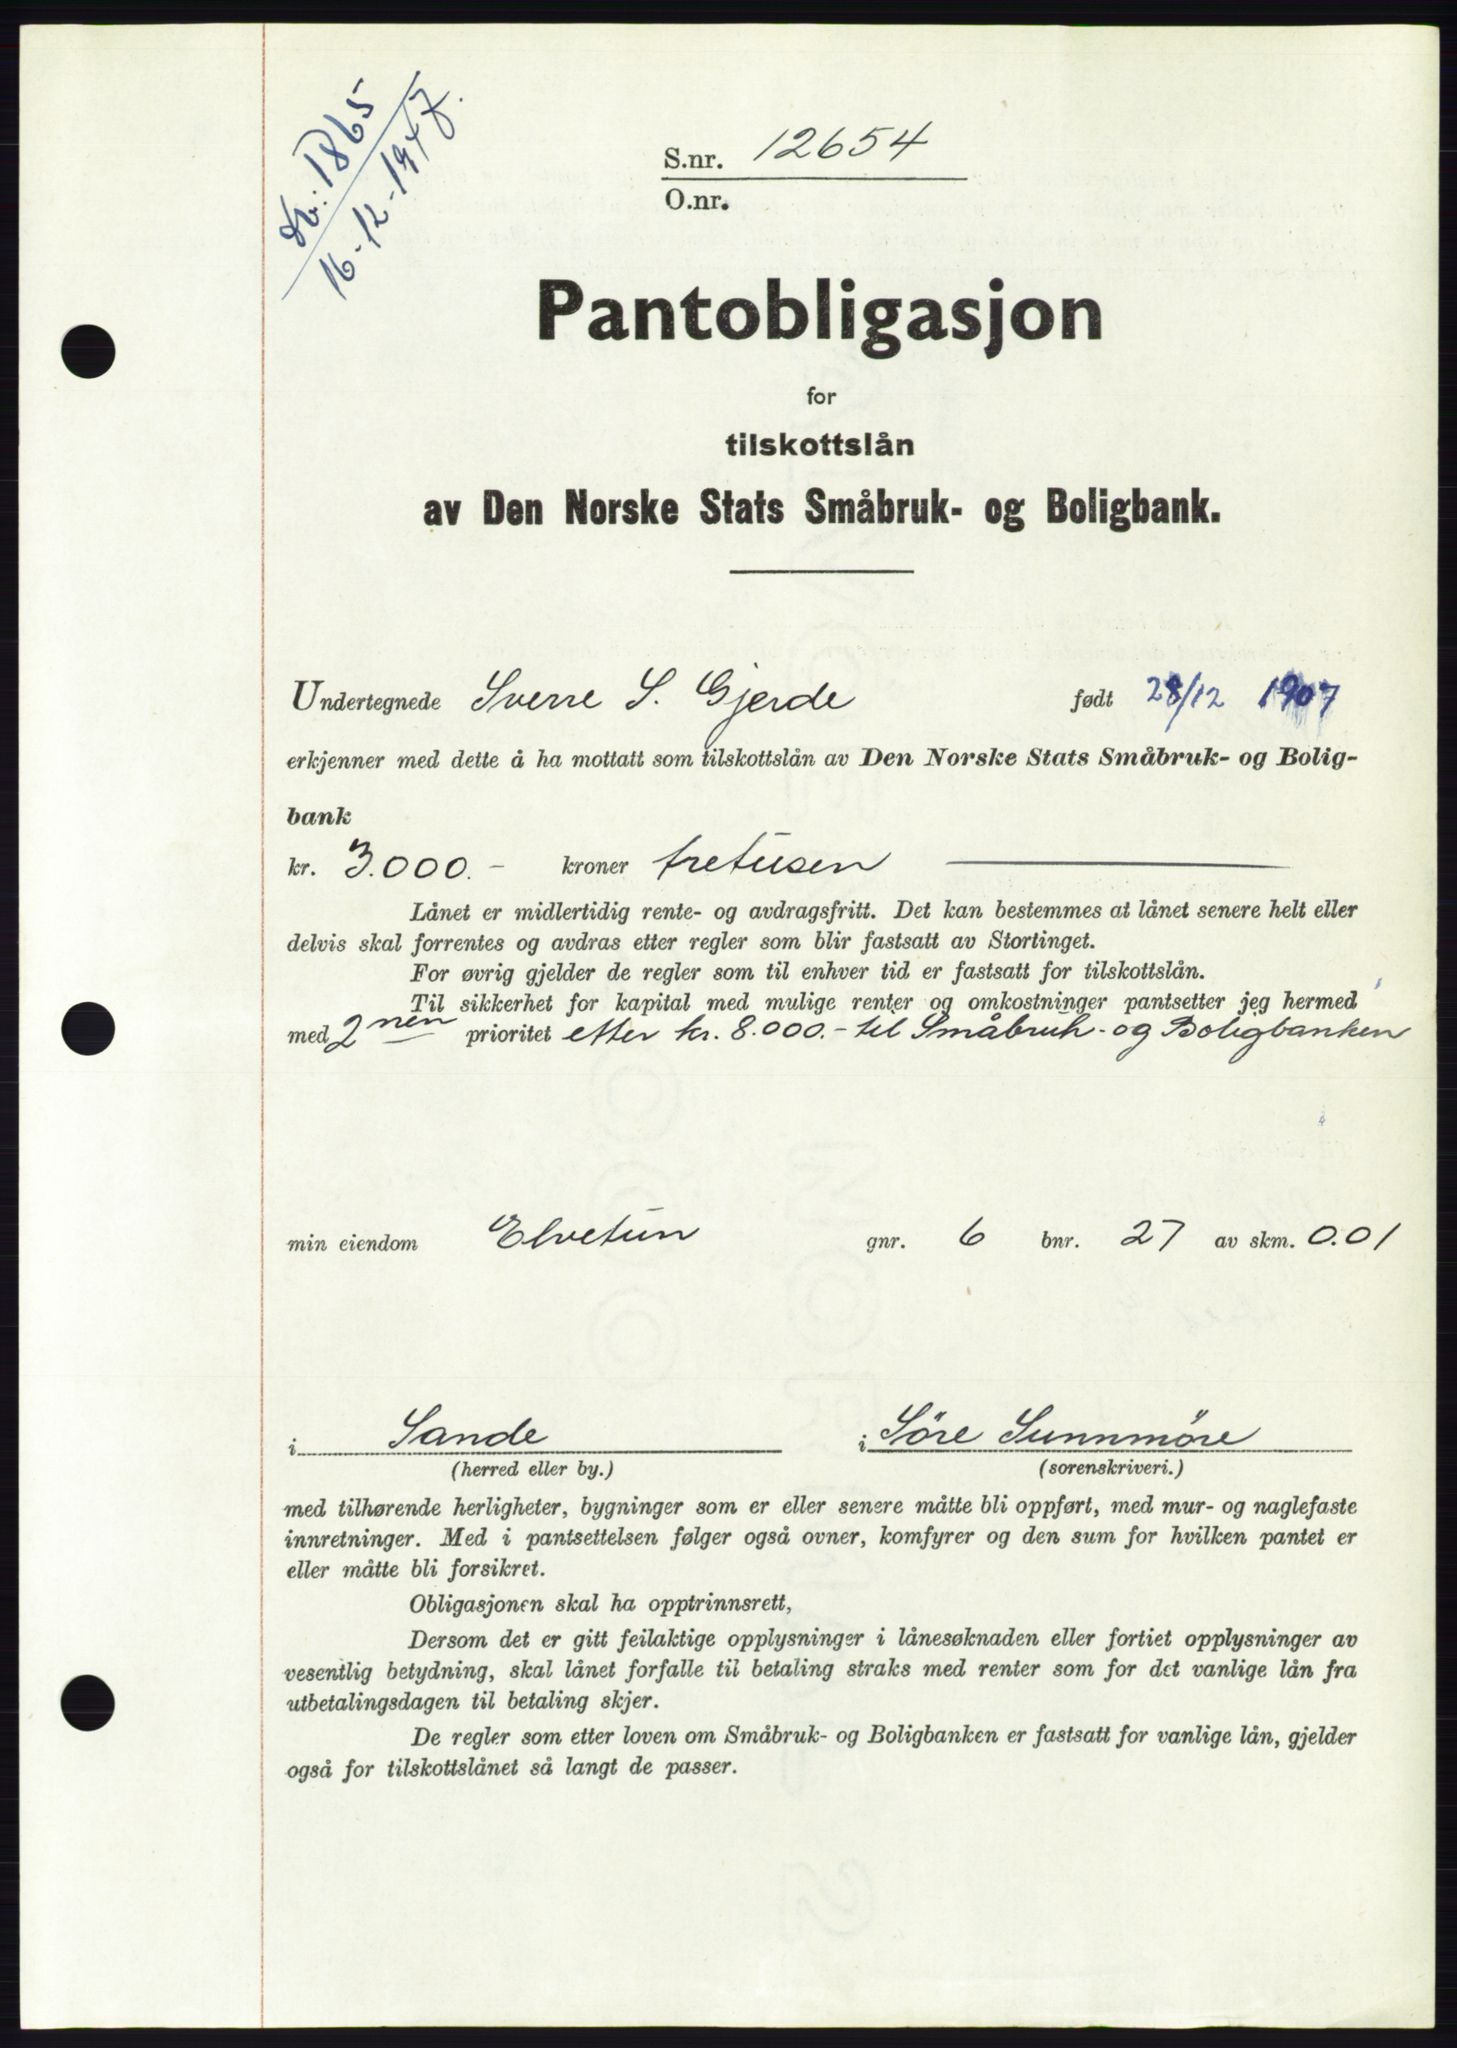 Nr. 1865
16-12-1947.
S.nr. 12654
O.nr.
Pantobligasjon
for
tilskottslån
av Den Norske Stats Småbruk- og Boligbank.
Undertegnede Sverre S. Gjerde født 28/12 1907
erkjenner med dette å ha mottatt som tilskottslån av Den Norske Stats Småbruk- og Bolig-
bank
kr. 3.000.- kroner tretusen
Lånet er midlertidig rente- og avdragsfritt. Det kan bestemmes at lånet senere helt eller
delvis skal forrentes og avdras etter regler som blir fastsatt av Stortinget.
For øvrig gjelder de regler som til enhver tid er fastsatt for tilskottslån.
Til sikkerhet for kapital med mulige renter og omkostninger pantsetter jeg hermed
med 2nen prioritet etter kr. 8.000.- til Småbruk- og Boligbanken
min eiendom Elvetun gnr. 6 bnr. 27 av skm. 0.01
i Sande i Söre Sunnmöre
(herred eller by.) (sorenskriveri.)
med tilhørende herligheter, bygninger som er eller senere måtte bli oppført, med mur- og naglefaste
innretninger. Med i pantsettelsen følger også ovner, komfyrer og den sum for hvilken pantet er
eller måtte bli forsikret.
Obligasjonen skal ha opptrinnsrett,
Dersom det er gitt feilaktige opplysninger i lånesøknaden eller fortiet opplysninger av
vesentlig betydning, skal lånet forfalle til betaling straks med renter som for det vanlige lån fra
utbetalingsdagen til betaling skjer.
De regler som etter loven om Småbruk- og Boligbanken er fastsatt for vanlige lån, gjelder
også for tilskottslånet så langt de passer.